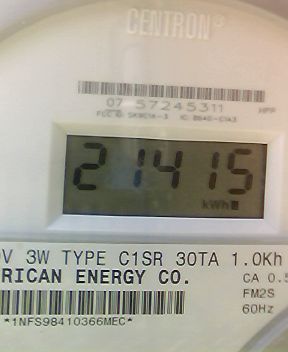 CENTRON®
07 57245311
HPP
21415
kWh
V 3W TYPE C1SR 30TA 1.0Kh
RICAN ENERGY CO.
CA 0.5
FM2S
60Hz
*1NFS98410366MEC*